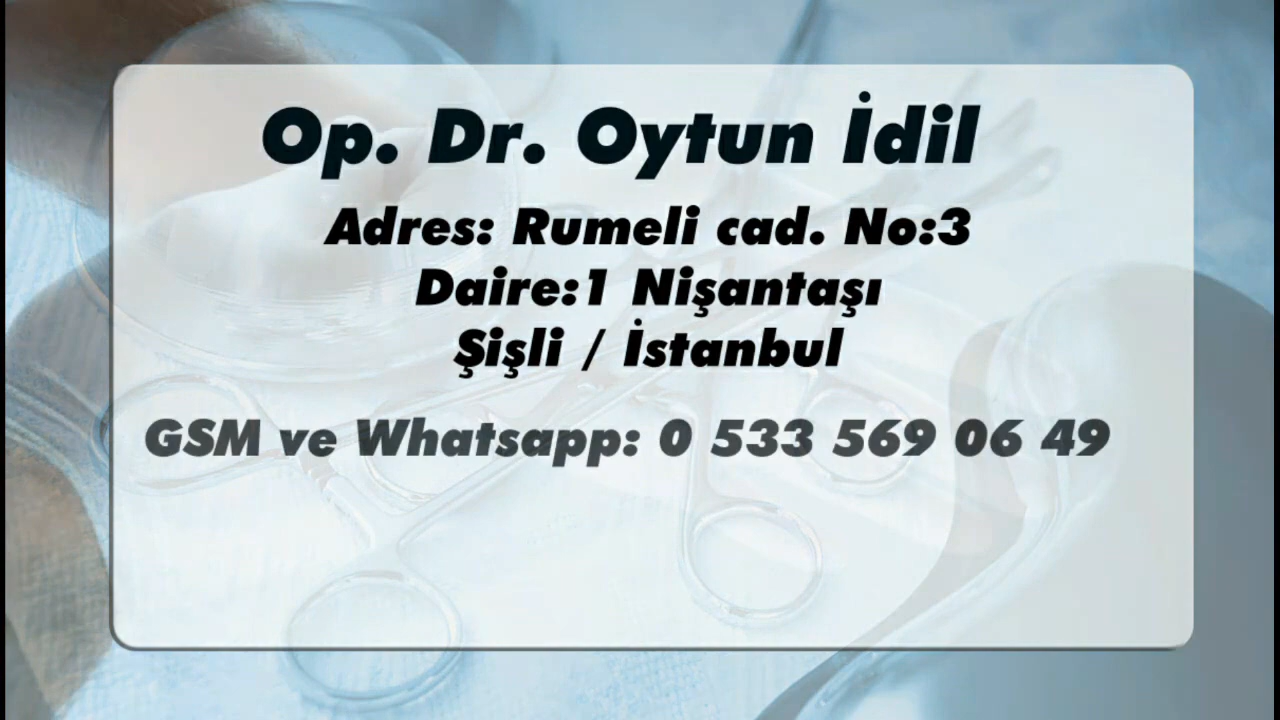 Op. Dr. Oytun İdil
Adres: Rumeli cad. No:3
Daire:1 Nişantaşı
Şişli / İstanbul
GSM ve Whatsapp: 0 533 569 06 49